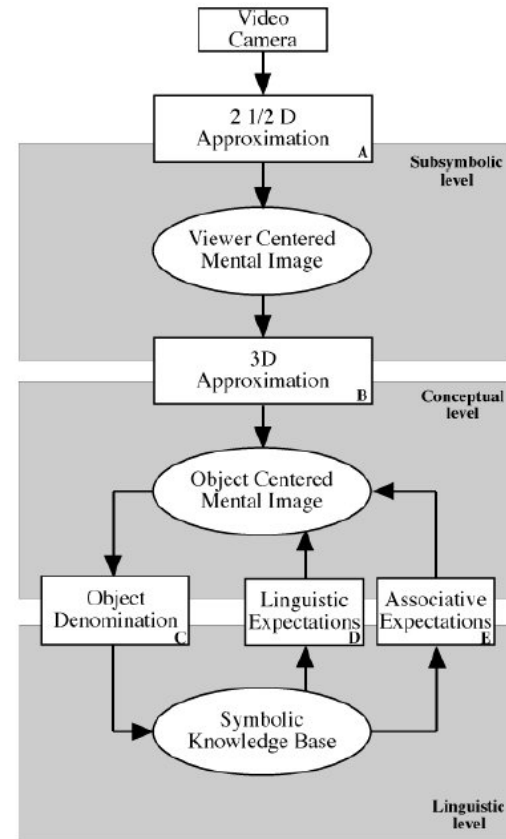 Video
Camera
2 1/2 D
Approximation
A
Subsymbolic
level
Viewer Centered
Mental Image
3D
Approximation
B
Conceptual
level
Object Centered
Mental Image
Object
Denomination
C
Linguistic
Expectations
D
Associative
Expectations
E
Symbolic
Knowledge Base
Linguistic
level